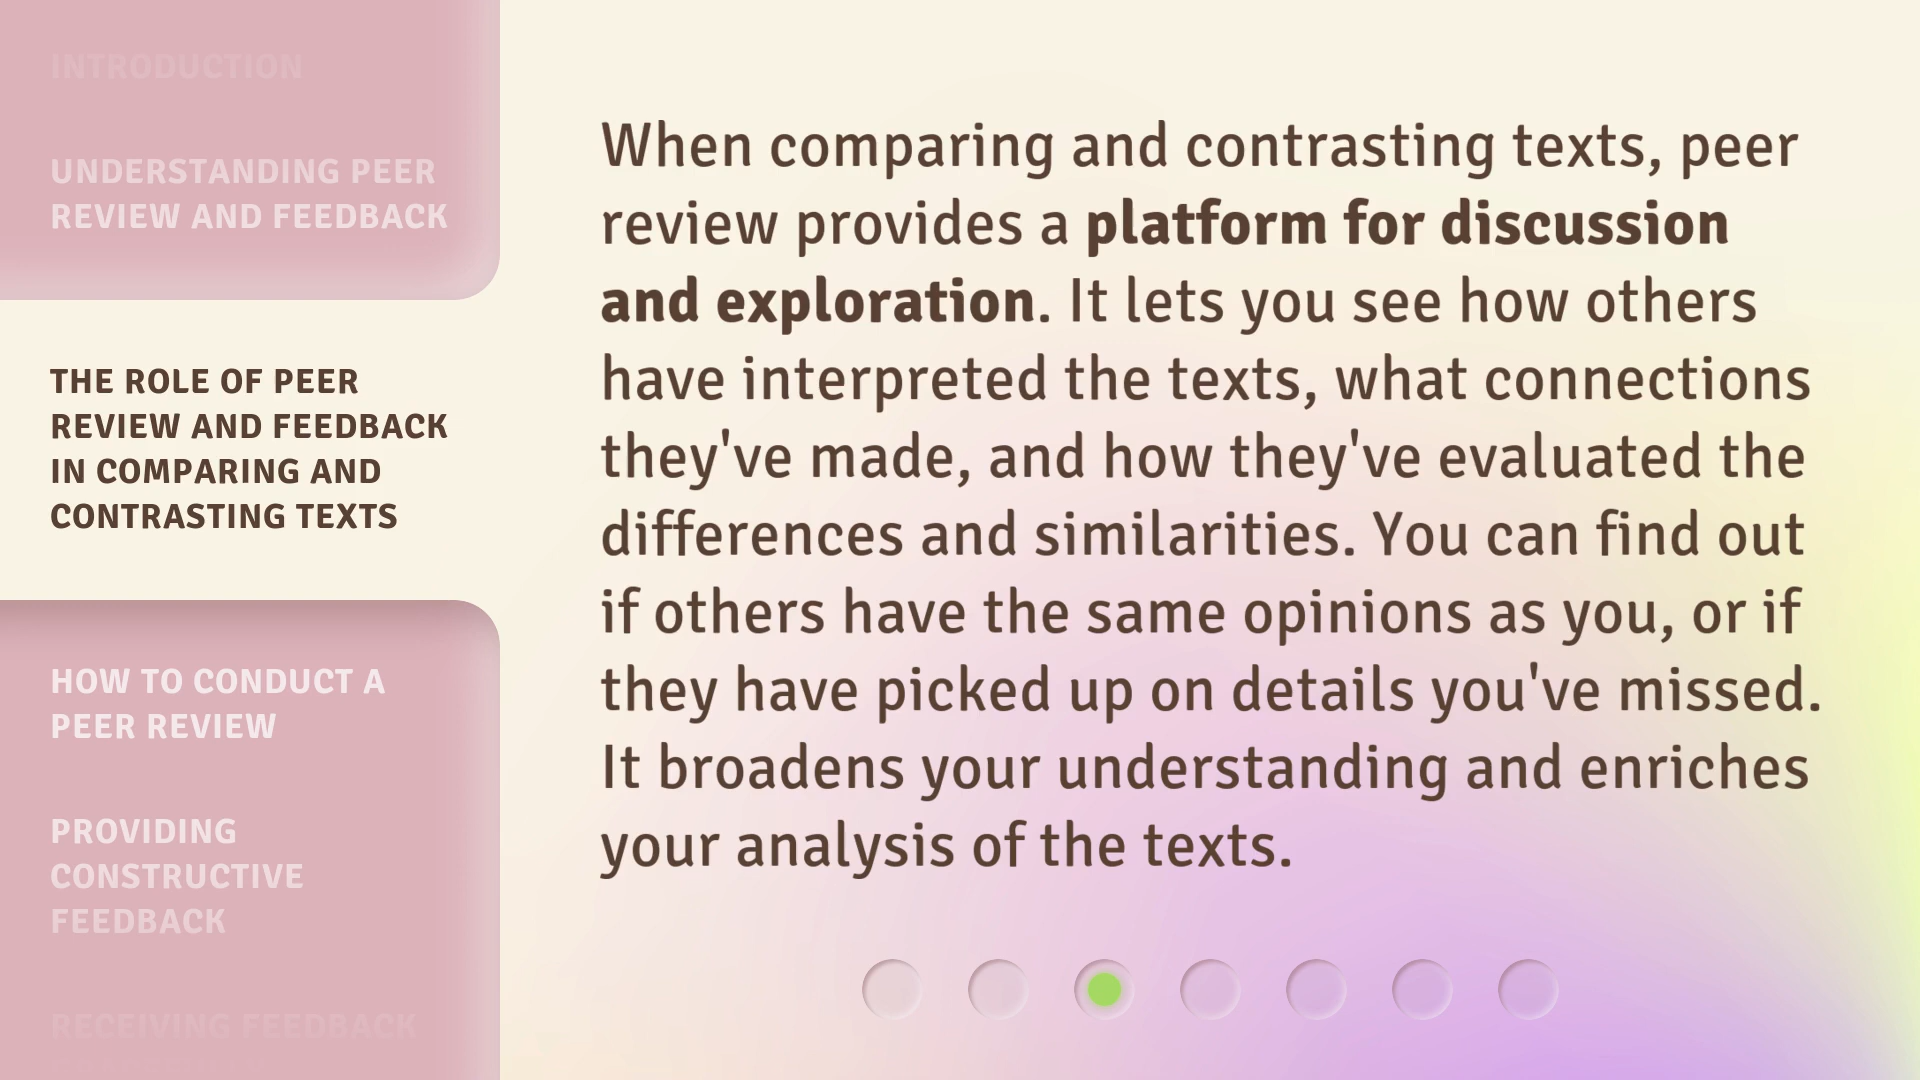 INTRODUCTION
UNDERSTANDING PEER
REVIEW AND FEEDBACK
THE ROLE OF PEER
REVIEW AND FEEDBACK
IN COMPARING AND
CONTRASTING TEXTS
HOW TO CONDUCT A
PEER REVIEW
PROVIDING
CONSTRUCTIVE
FEEDBACK
RECEIVING FEEDBACK
When comparing and contrasting texts, peer
review provides a platform for discussion
and exploration. It lets you see how others
have interpreted the texts, what connections
they've made, and how they've evaluated the
differences and similarities. You can find out
if others have the same opinions as you, or if
they have picked up on details you've missed.
It broadens your understanding and enriches
your analysis of the texts.